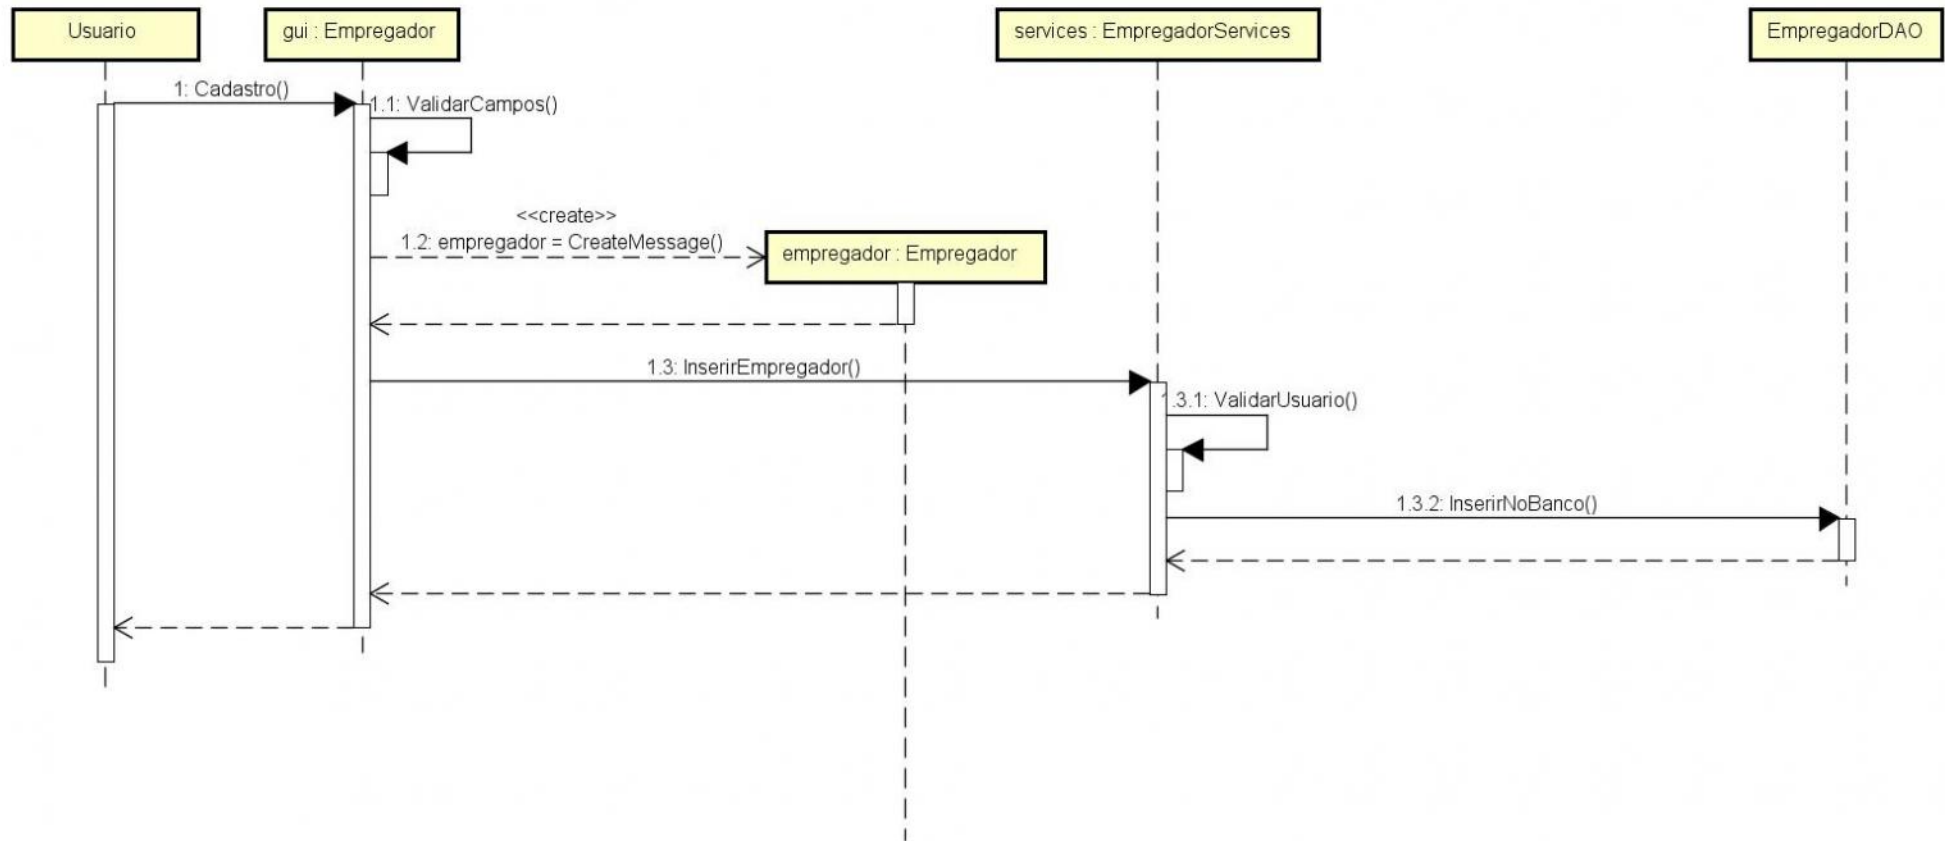 Usuario
gui : Empregador
services : EmpregadorServices
EmpregadorDAO
1: Cadastro()
1.1: ValidarCampos()
<<create>>
1.2: empregador = CreateMessage()
empregador : Empregador
1.3: InserirEmpregador()
1.3.1: ValidarUsuario()
1.3.2: InserirNoBanco()